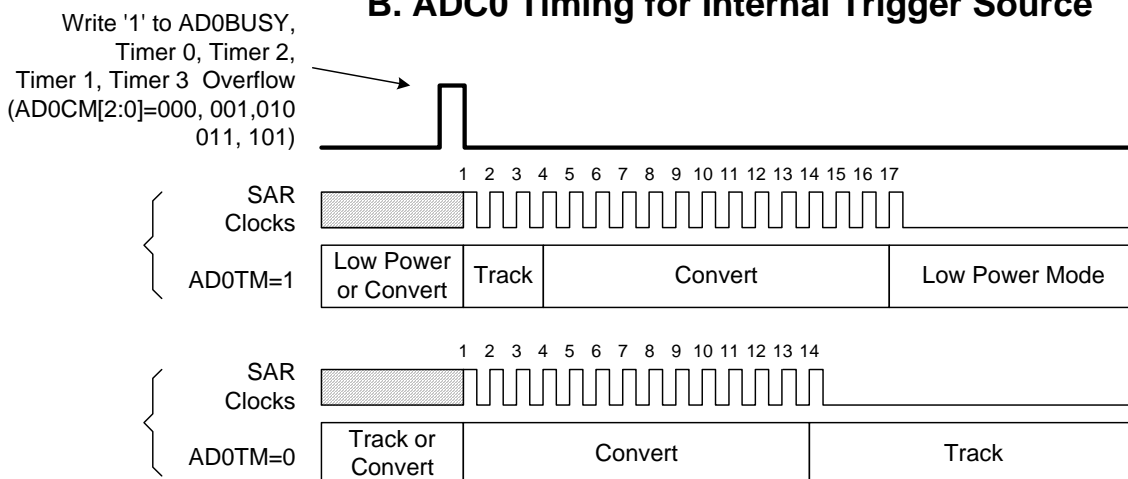 B. ADC0 Timing for Internal Trigger Source
Write '1' to AD0BUSY,
Timer 0, Timer 2,
Timer 1, Timer 3 Overflow
(AD0CM[2:0]=000, 001,010
011, 101)
1 2 3 4 5 6 7 8 9 10 11 12 13 14 15 16 17
SAR
Clocks
AD0TM=1
Low Power
or Convert
Track
Convert
Low Power Mode
1 2 3 4 5 6 7 8 9 10 11 12 13 14
SAR
Clocks
AD0TM=0
Track or
Convert
Convert
Track